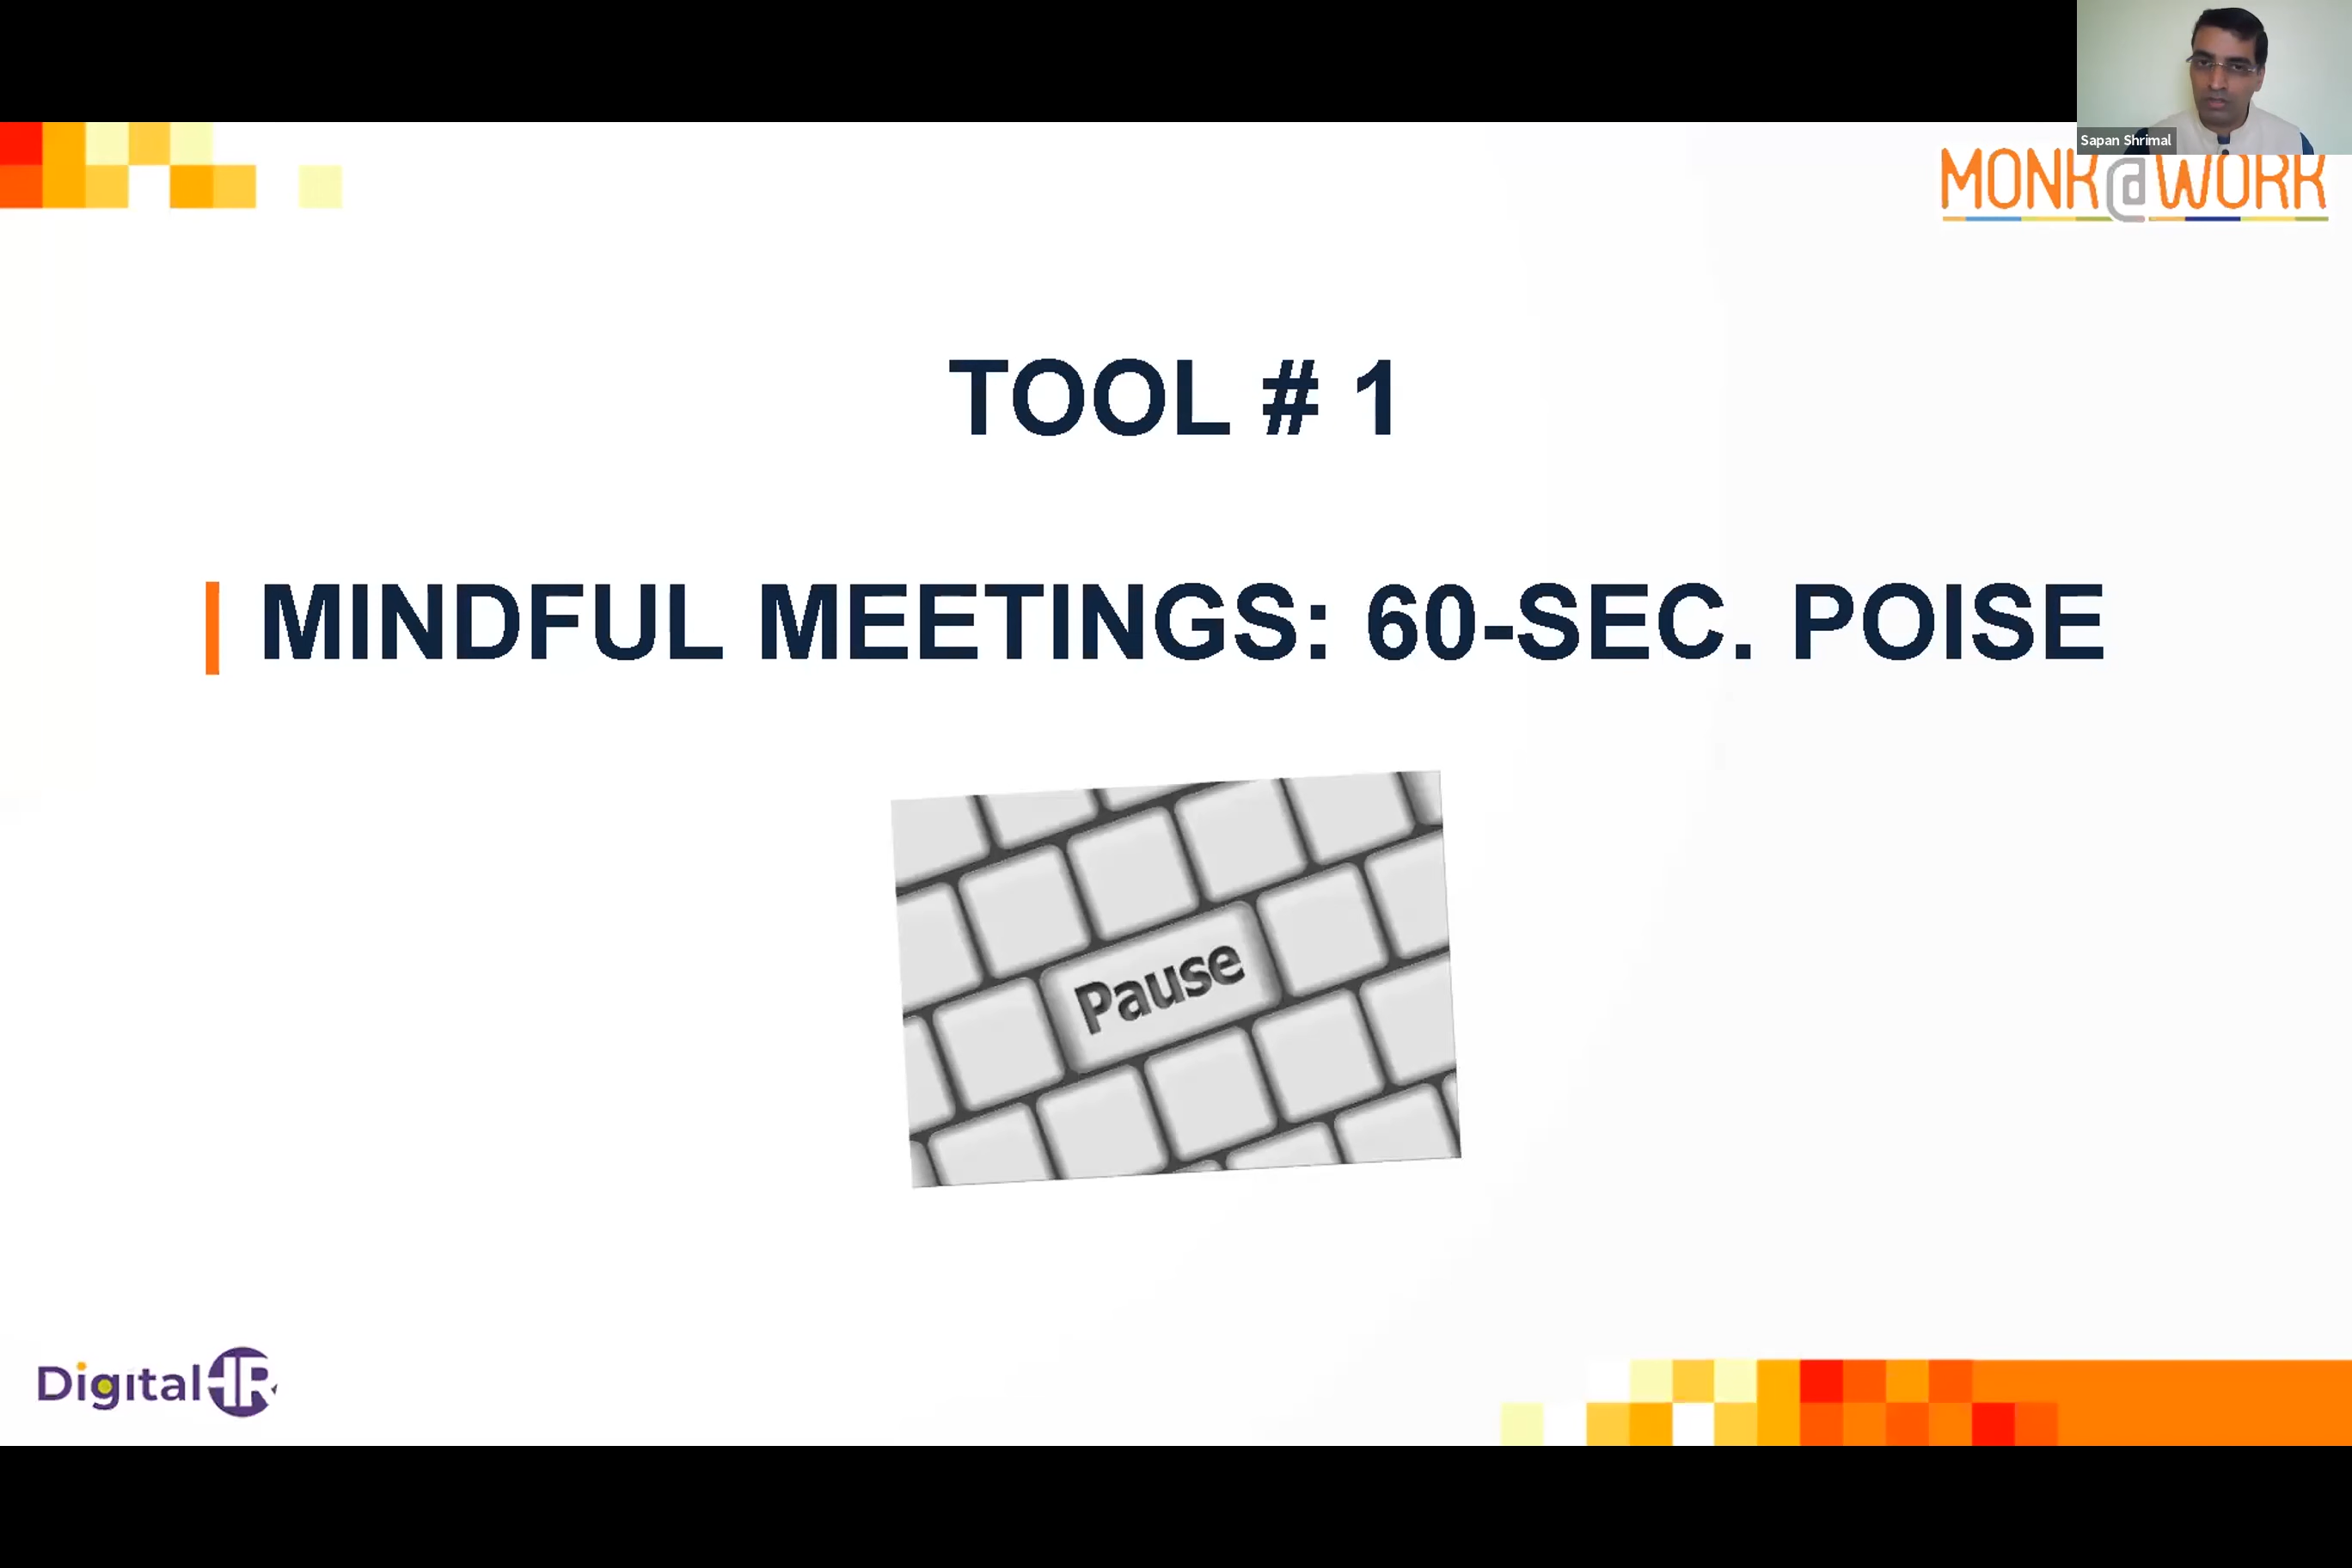 Sapan Shrimal
MONK@WORK
TOOL # 1
MINDFUL MEETINGS: 60-SEC. POISE
Pause
DigitalHR